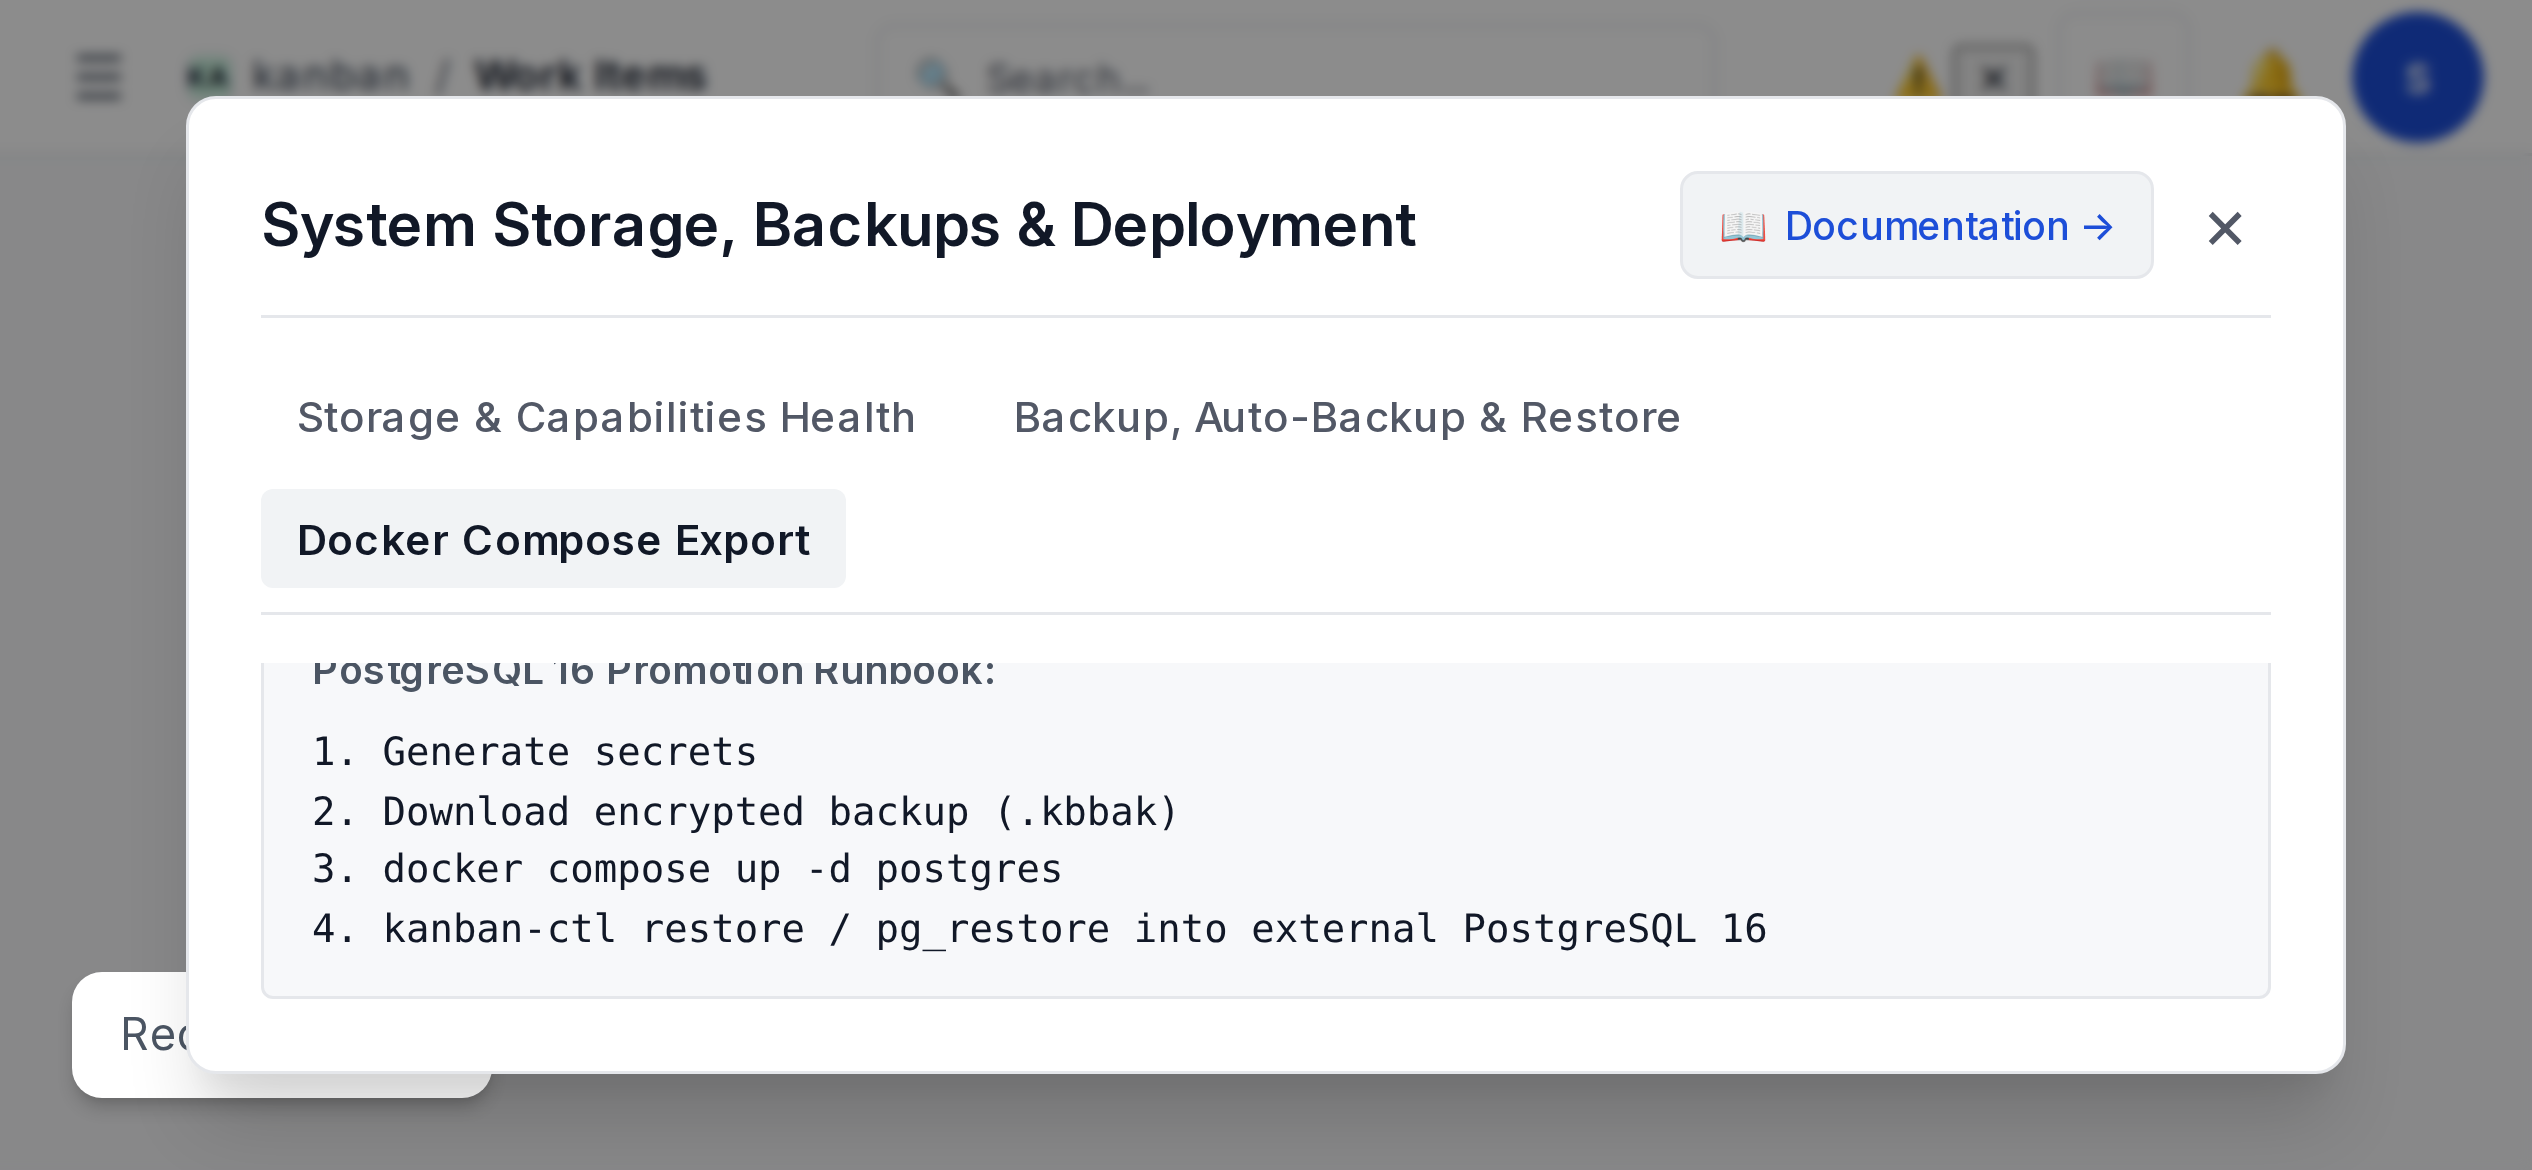 KA kanban / Work Items
Search...
S
System Storage, Backups & Deployment
Documentation →
Storage & Capabilities Health
Backup, Auto-Backup & Restore
Docker Compose Export
PostgreSQL 16 Promotion Runbook:
1. Generate secrets
2. Download encrypted backup (.kbbak)
3. docker compose up -d postgres
4. kanban-ctl restore / pg_restore into external PostgreSQL 16